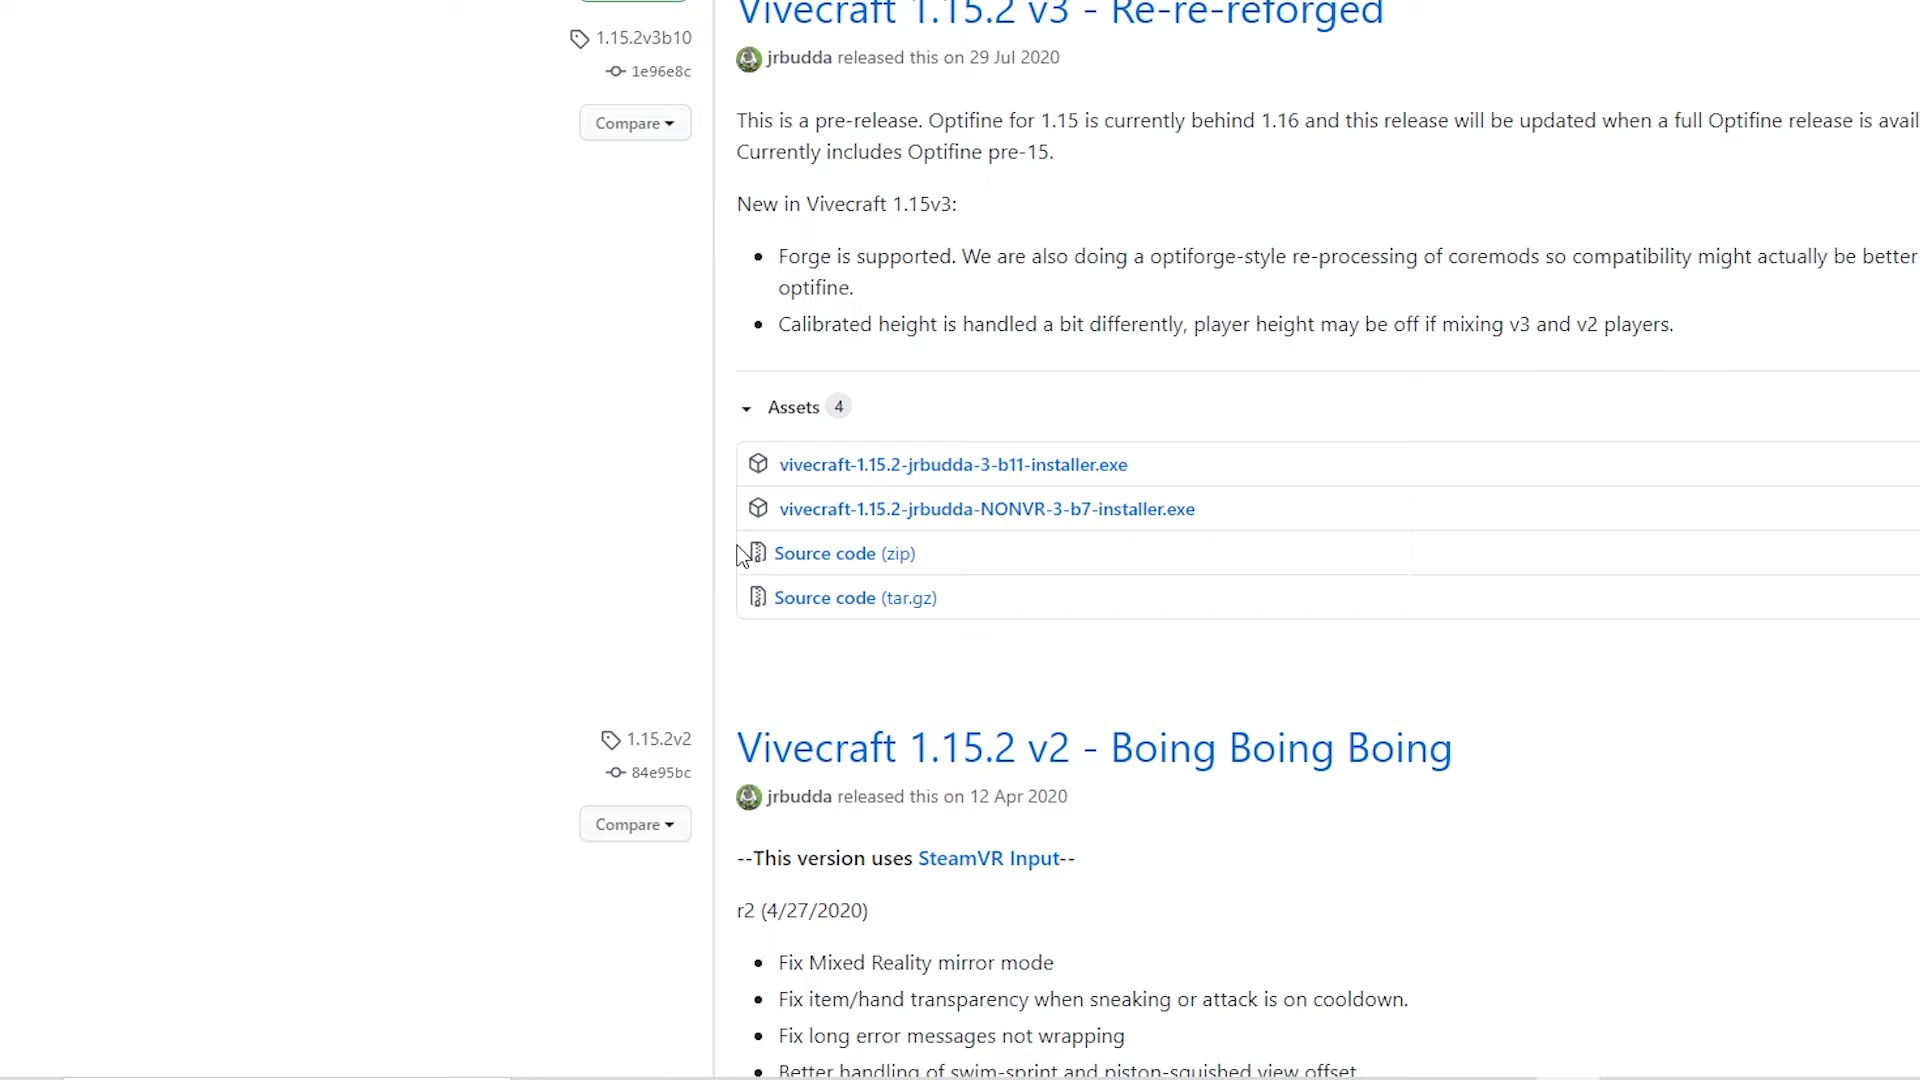 Vivecraft 1.15.2 v3 - Re-re-reforged
1.15.2v3b10
jrbudda released this on 29 Jul 2020
1e96e8c
Compare
This is a pre-release. Optifine for 1.15 is currently behind 1.16 and this release will be updated when a full Optifine release is avail
Currently includes Optifine pre-15.
New in Vivecraft 1.15v3:
Forge is supported. We are also doing a optiforge-style re-processing of coremods so compatibility might actually be better
optifine.
Calibrated height is handled a bit differently, player height may be off if mixing v3 and v2 players.
Assets 4
vivecraft-1.15.2-jrbudda-3-b11-installer.exe
vivecraft-1.15.2-jrbudda-NONVR-3-b7-installer.exe
Source code (zip)
Source code (tar.gz)
1.15.2v2
Vivecraft 1.15.2 v2 - Boing Boing Boing
84e95bc
jrbudda released this on 12 Apr 2020
Compare
--This version uses SteamVR Input--
r2 (4/27/2020)
Fix Mixed Reality mirror mode
Fix item/hand transparency when sneaking or attack is on cooldown.
Fix long error messages not wrapping
Better handling of swim-sprint and piston-squished view offset